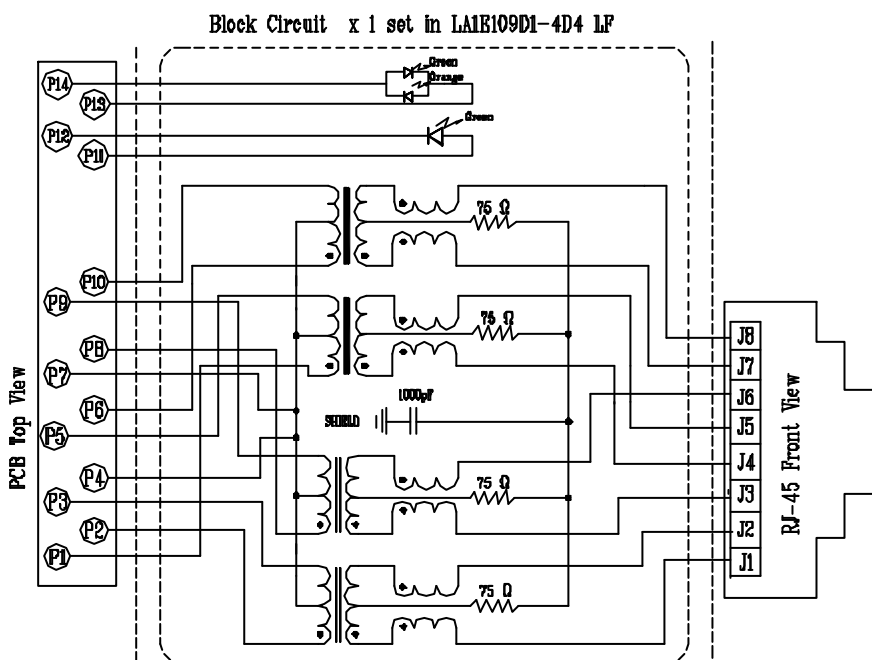 Block Circuit x 1 set in LA1E109D1-4D4 LF
Green
Orange
P14
P13
Green
P12
P11
75 Ω
P10
P9
75 Ω
P8
P7
P6
P5
P4
P3
P2
P1
1000pF
SHIELD
75 Ω
75 Ω
J8
J7
J6
J5
J4
J3
J2
J1
PCB Top View
RJ-45 Front View